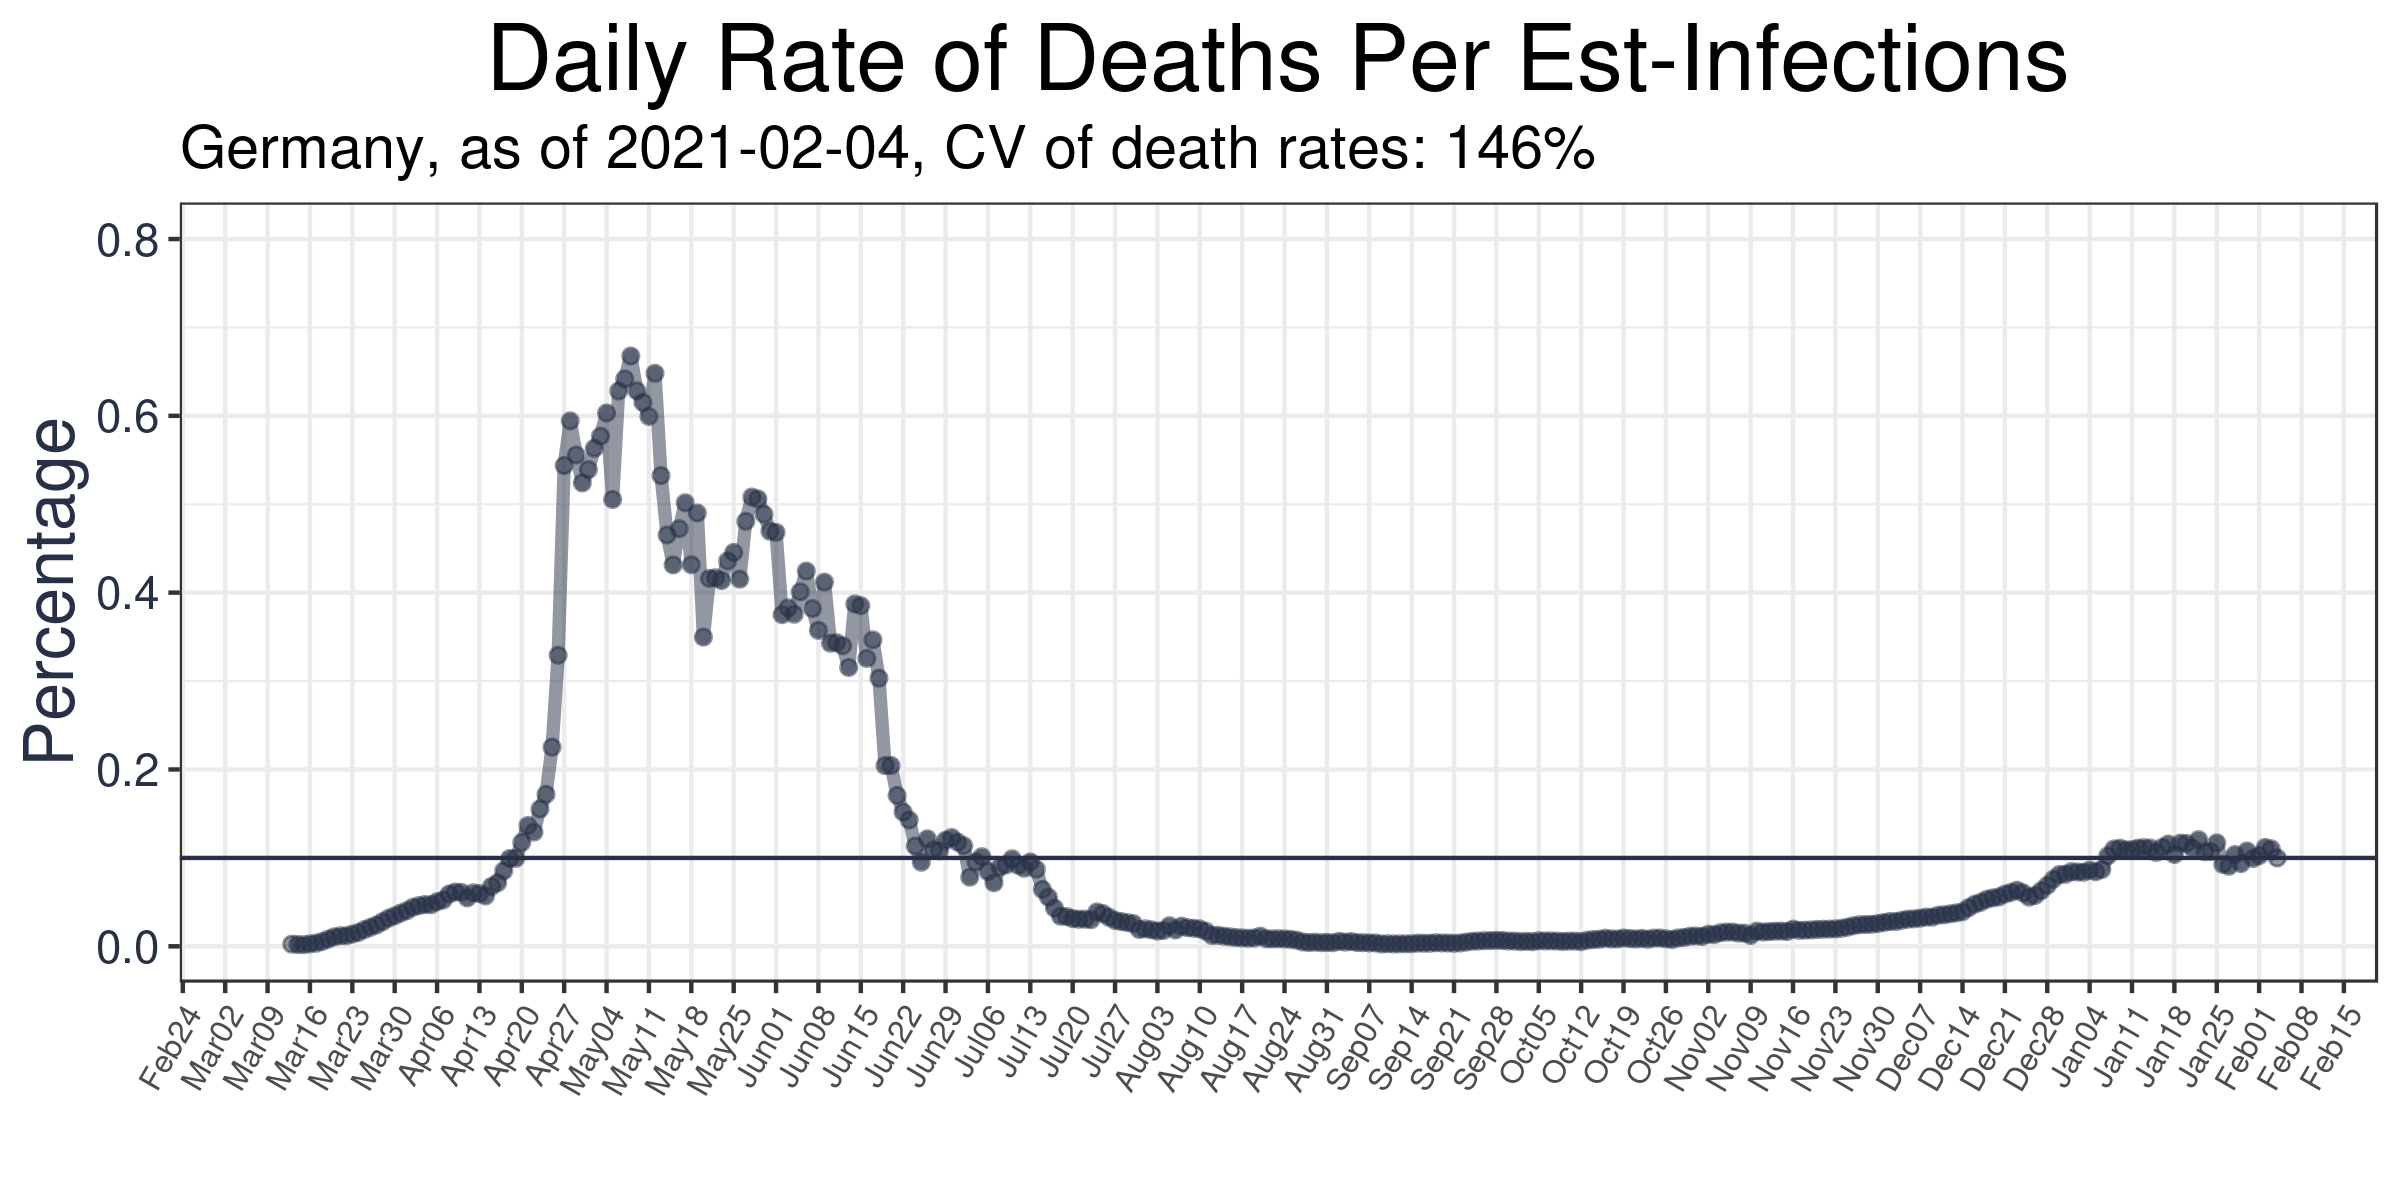 Daily Rate of Deaths Per Est-Infections
Germany, as of 2021-02-04, CV of death rates: 146%
Percentage
0.8
0.6
0.4
0.2
0.0
Feb24
Mar02
Mar09
Mar16
Mar23
Mar30
Apr06
Apr13
Apr20
Apr27
May04
May11
May18
May25
Jun01
Jun08
Jun15
Jun22
Jun29
Jul06
Jul13
Jul20
Jul27
Aug03
Aug10
Aug17
Aug24
Aug31
Sep07
Sep14
Sep21
Sep28
Oct05
Oct12
Oct19
Oct26
Nov02
Nov09
Nov16
Nov23
Nov30
Dec07
Dec14
Dec21
Dec28
Jan04
Jan11
Jan18
Jan25
Feb01
Feb08
Feb15